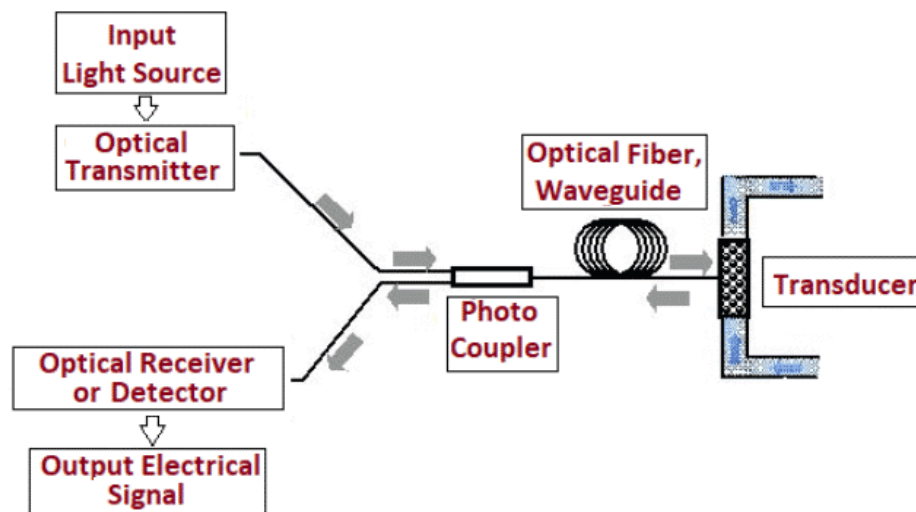 Input
Light Source
Optical
Transmitter
Optical Fiber,
Waveguide
Transducer
Photo
Coupler
Optical Receiver
or Detector
Output Electrical
Signal